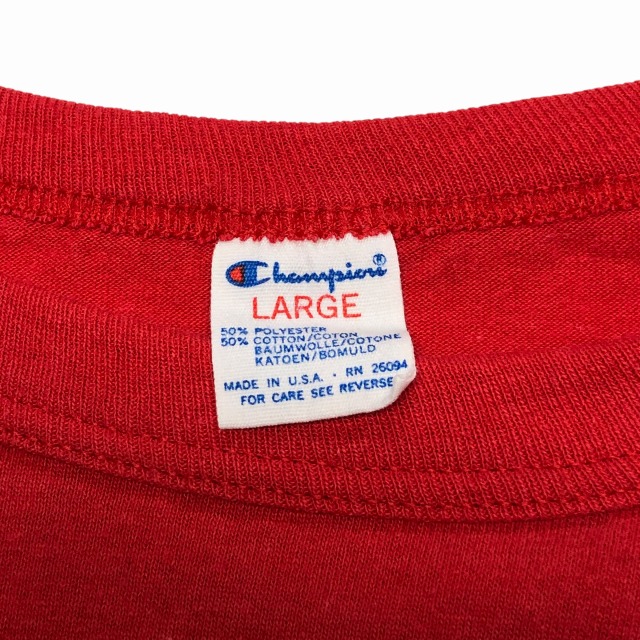 Champion®
LARGE
50% POLYESTER
50% COTTON/COTON
BAUMWOLLE/COTONE
KATOEN/BOMULD
MADE IN U.S.A. · RN 26094
FOR CARE SEE REVERSE